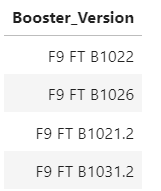 Booster_Version
F9 FT B1022
F9 FT B1026
F9 FT B1021.2
F9 FT B1031.2